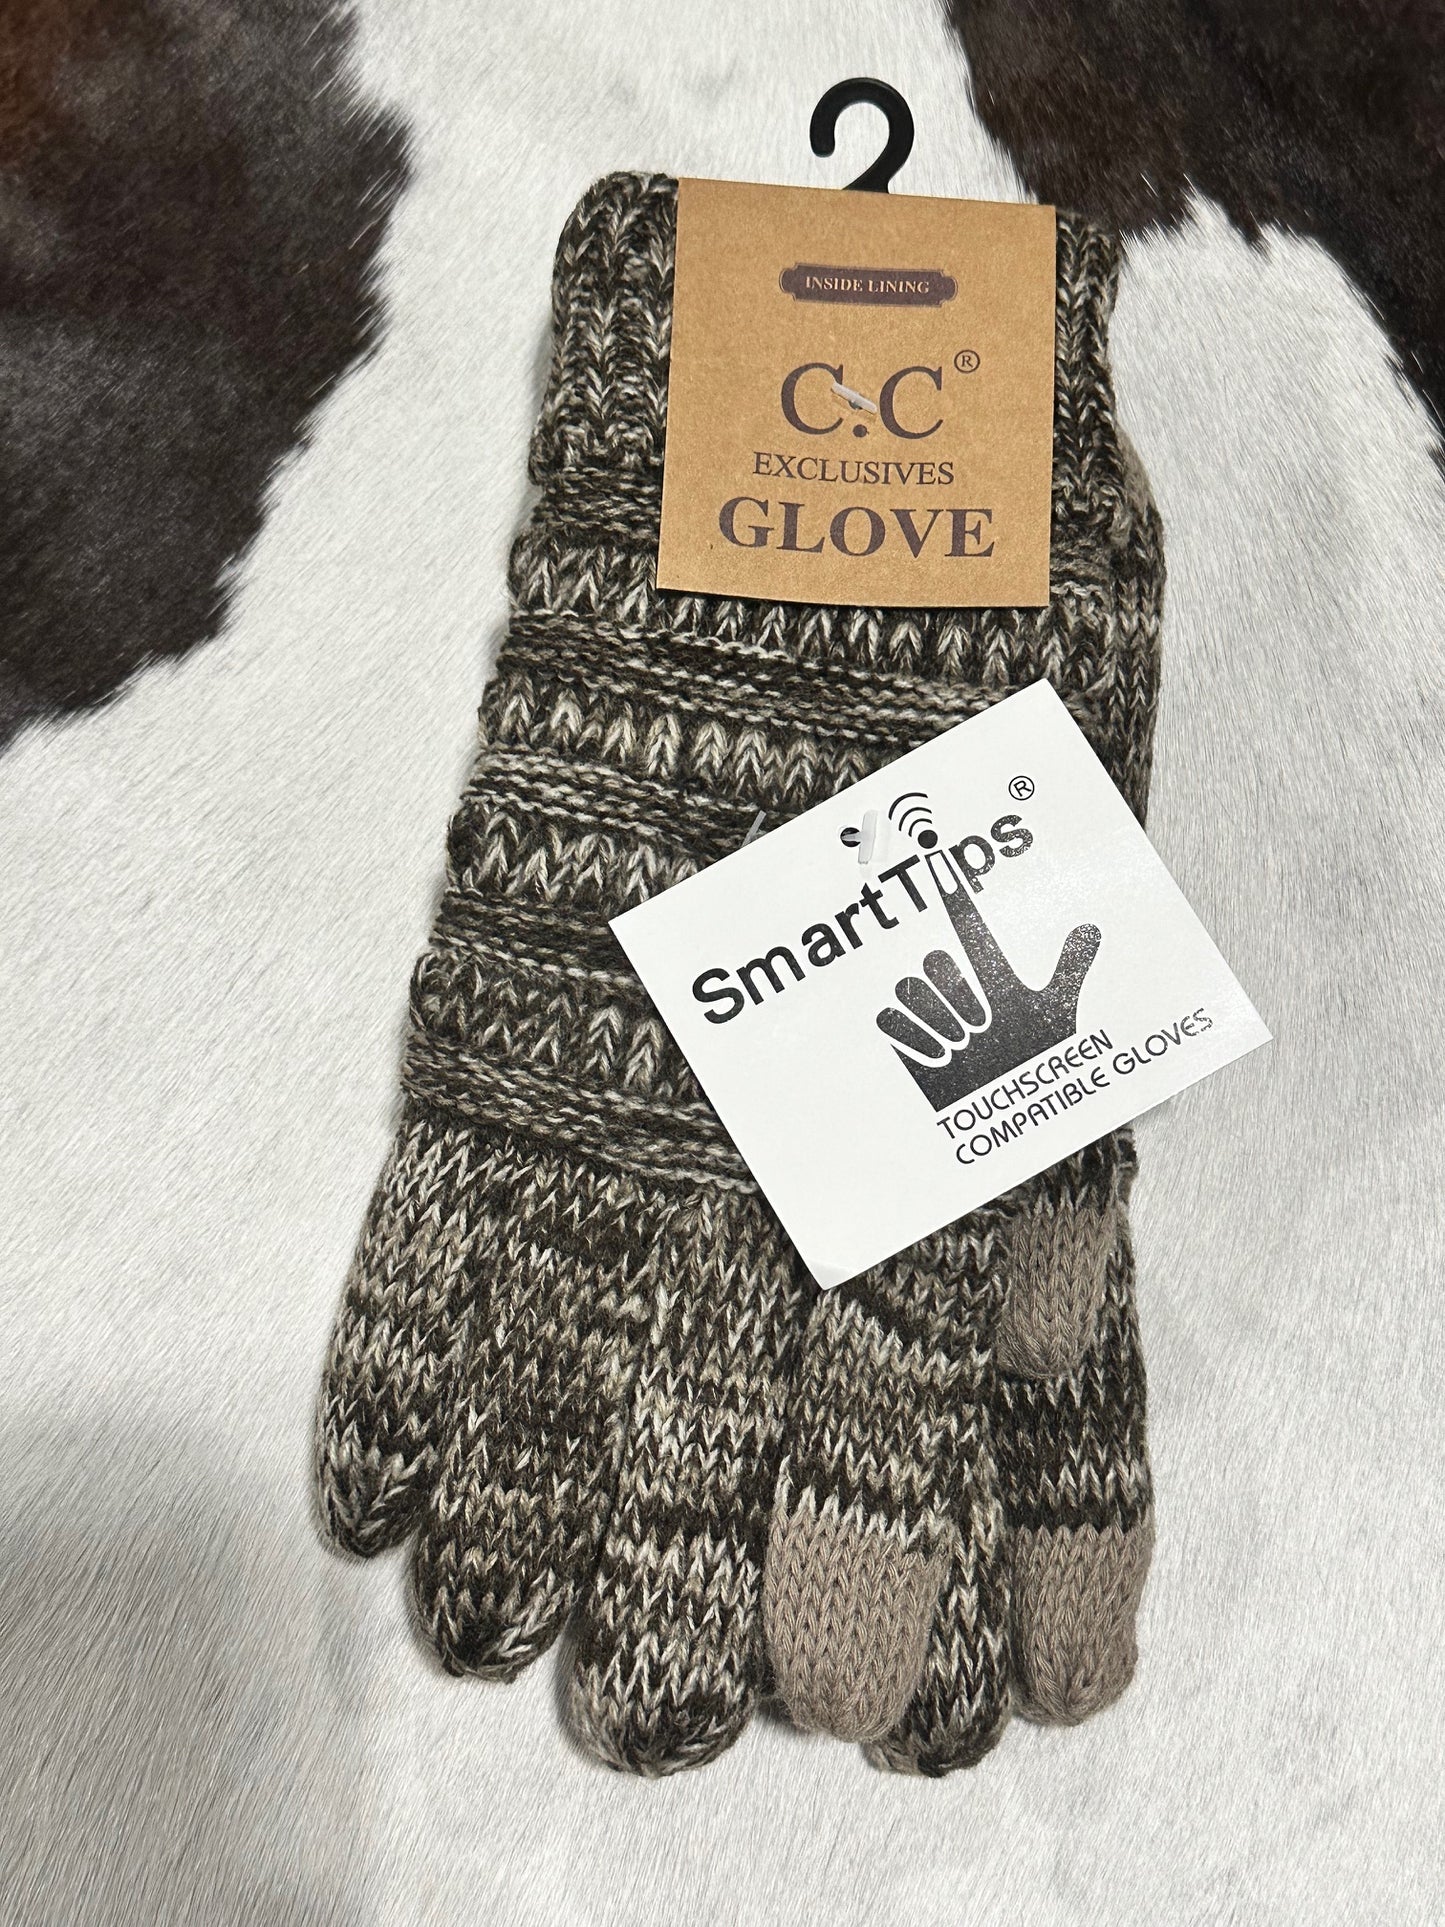 INSIDE LINING
C.C®
EXCLUSIVES
GLOVE
SmartTips®
TOUCHSCREEN
COMPATIBLE GLOVES